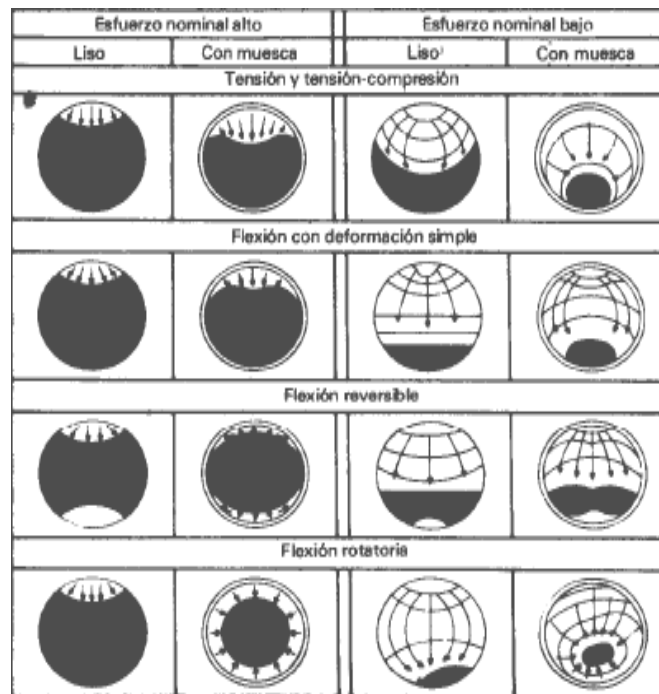 Esfuerzo nominal alto Esfuerzo nominal bajo
Liso Con muesca Liso Con muesca
Tensión y tensión-compresión
Flexión con deformación simple
Flexión reversible
Flexión rotatoria